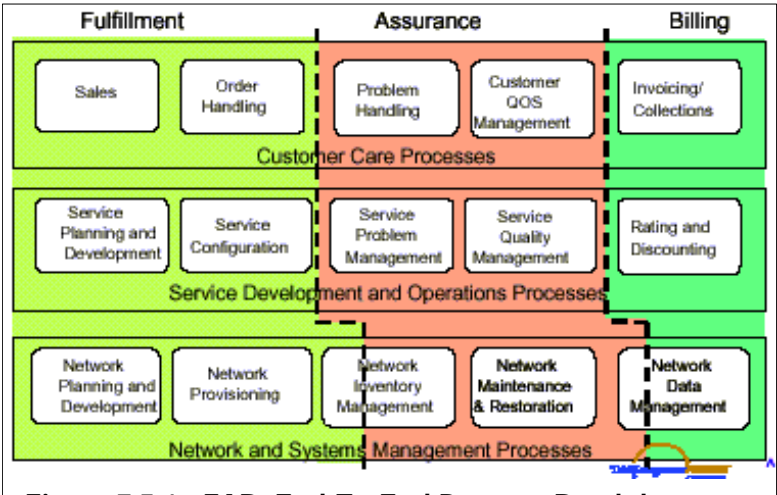 Fulfillment Assurance Billing
Sales
Order
Handling
Problem
Handling
Customer
QOS
Management
Invoicing/
Collections
Customer Care Processes
Service
Planning and
Development
Service
Configuration
Service
Problem
Management
Service
Quality
Management
Rating and
Discounting
Service Development and Operations Processes
Network
Planning and
Development
Network
Provisioning
Network
Inventory
Management
Network
Maintenance
& Restoration
Network
Data
Management
Network and Systems Management Processes